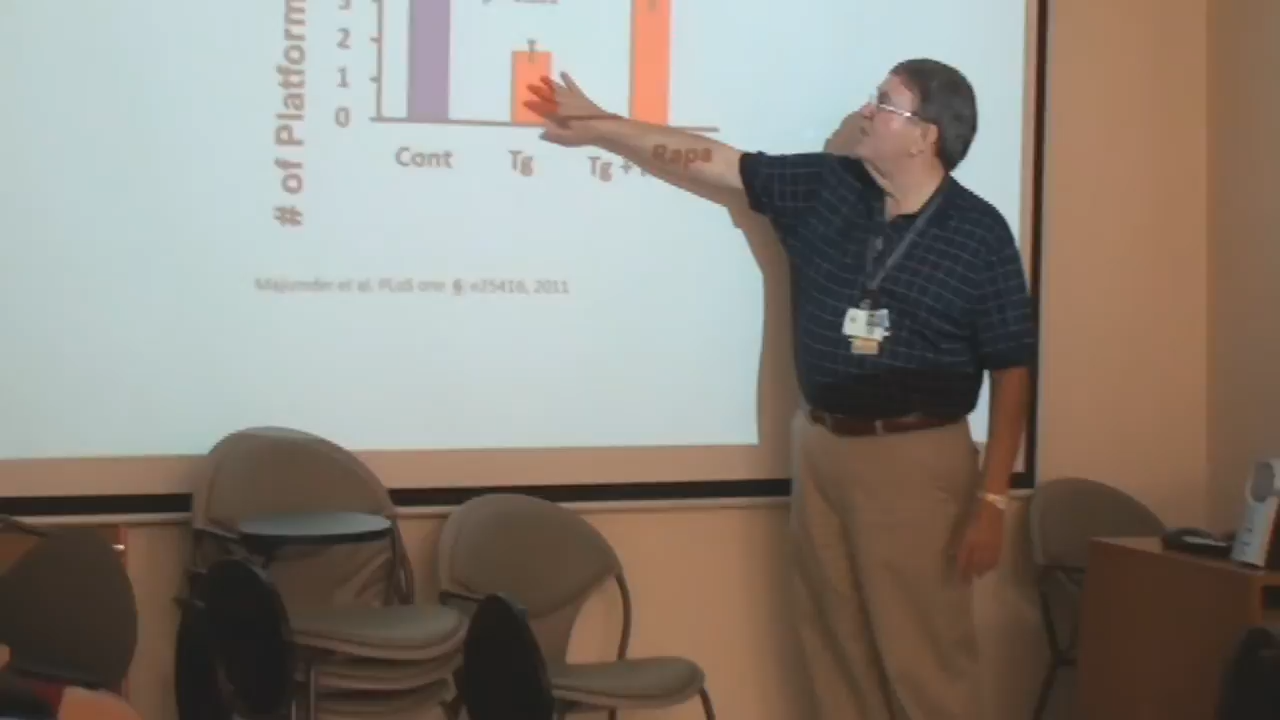 3
2
1
0
# of Platform
Cont
Tg
Tg +
Rapa
Majumder et al. PLoS one 6: e25416, 2011